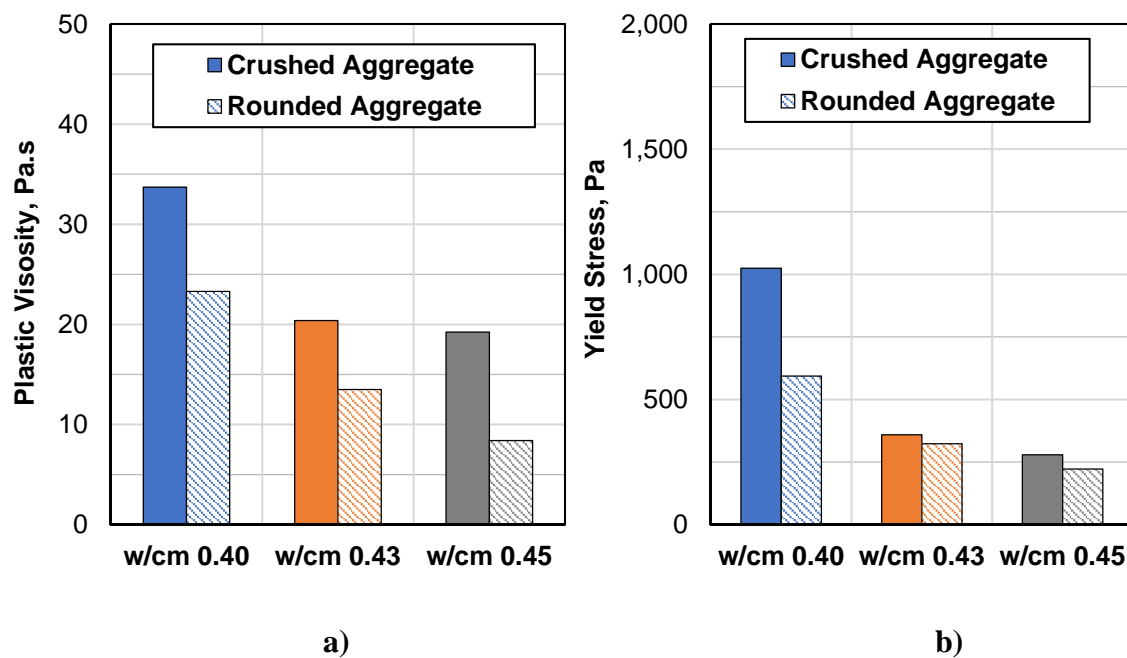 Plastic Visosity, Pa.s
50
40
30
20
10
0
Crushed Aggregate
Rounded Aggregate
w/cm 0.40
w/cm 0.43
w/cm 0.45
a)
Yield Stress, Pa
2,000
1,500
1,000
500
0
Crushed Aggregate
Rounded Aggregate
w/cm 0.40
w/cm 0.43
w/cm 0.45
b)